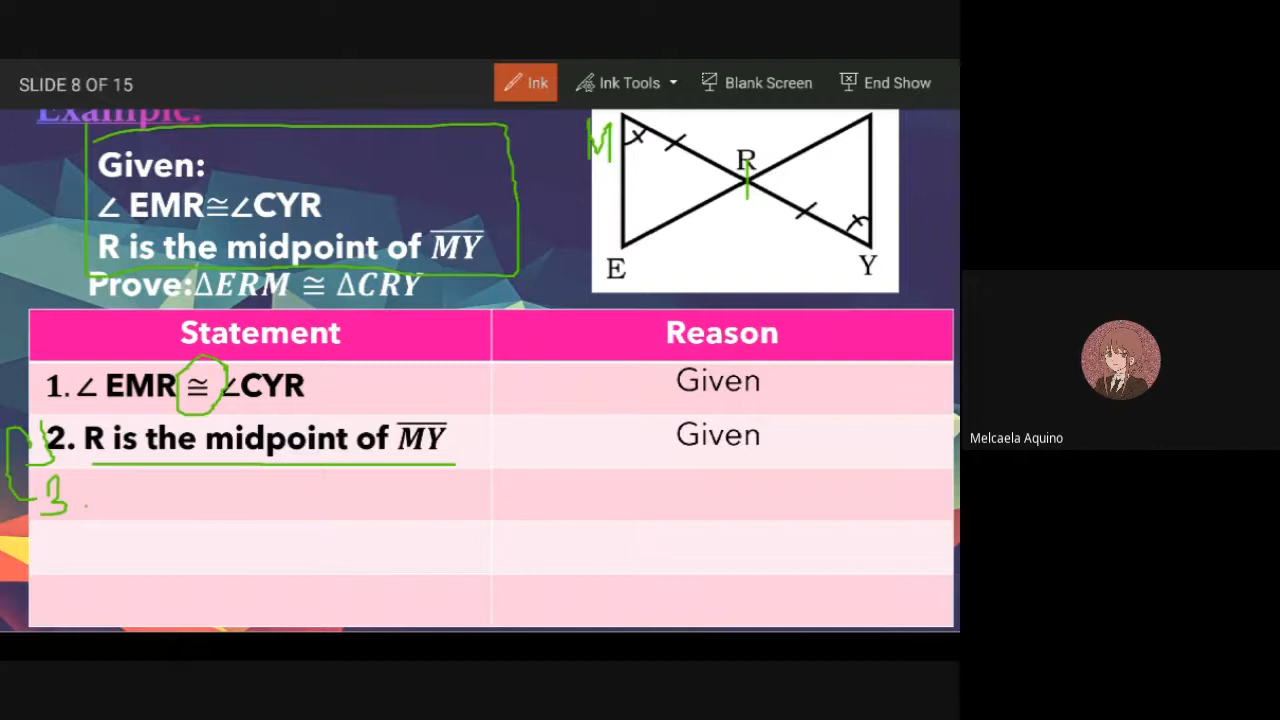 SLIDE 8 OF 15
Ink
Ink Tools
Blank Screen
End Show
Example:
Given:
∠ EMR≅∠CYR
R is the midpoint of MY
Prove:ΔERM ≅ ΔCRY
M
R
E
Y
Statement
Reason
1. ∠ EMR ≅ ∠CYR
Given
2. R is the midpoint of MY
Given
3.
Melcaela Aquino